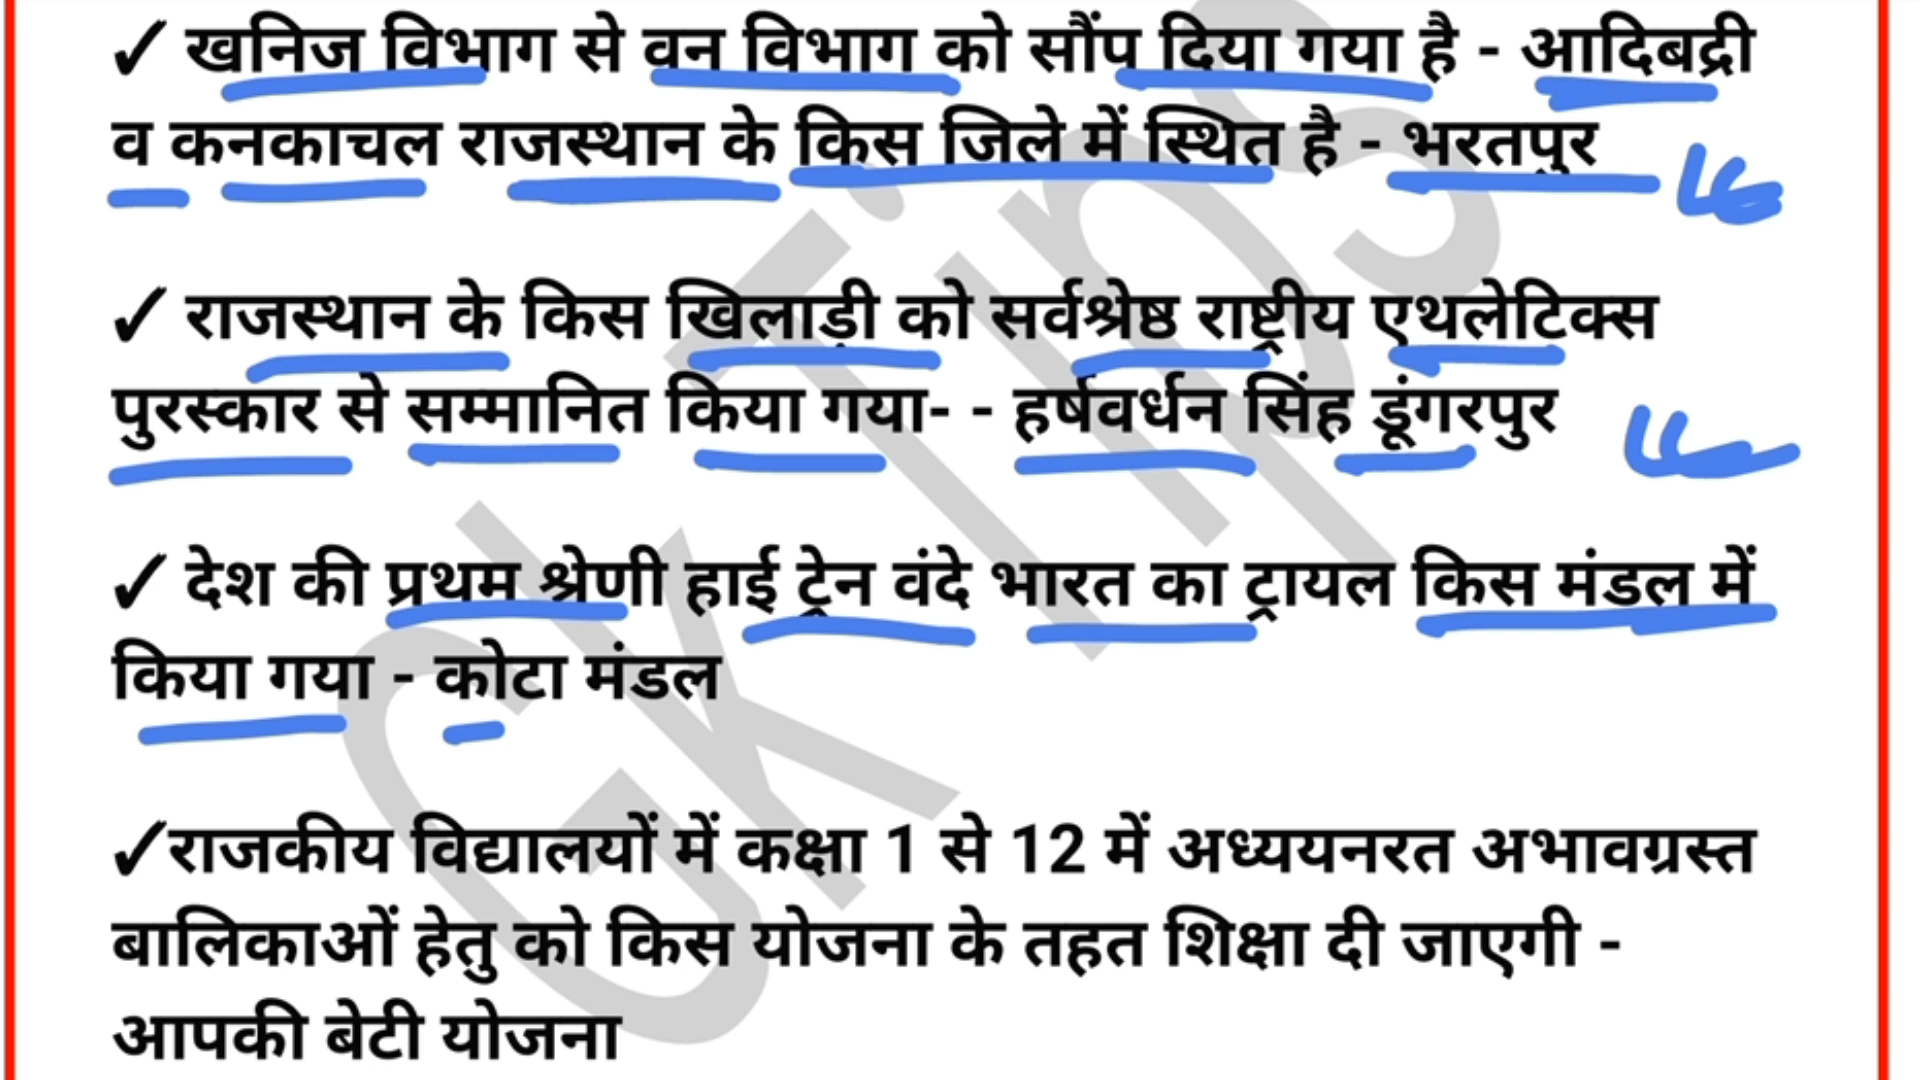 ✓ खनिज विभाग से वन विभाग को सौंप दिया गया है - आदिबद्री
व कनकाचल राजस्थान के किस जिले में स्थित है - भरतपुर
✓ राजस्थान के किस खिलाड़ी को सर्वश्रेष्ठ राष्ट्रीय एथलेटिक्स
पुरस्कार से सम्मानित किया गया- - हर्षवर्धन सिंह डूंगरपुर
✓ देश की प्रथम श्रेणी हाई ट्रेन वंदे भारत का ट्रायल किस मंडल में
किया गया - कोटा मंडल
✓राजकीय विद्यालयों में कक्षा 1 से 12 में अध्ययनरत अभावग्रस्त
बालिकाओं हेतु को किस योजना के तहत शिक्षा दी जाएगी -
आपकी बेटी योजना
Gk Tips